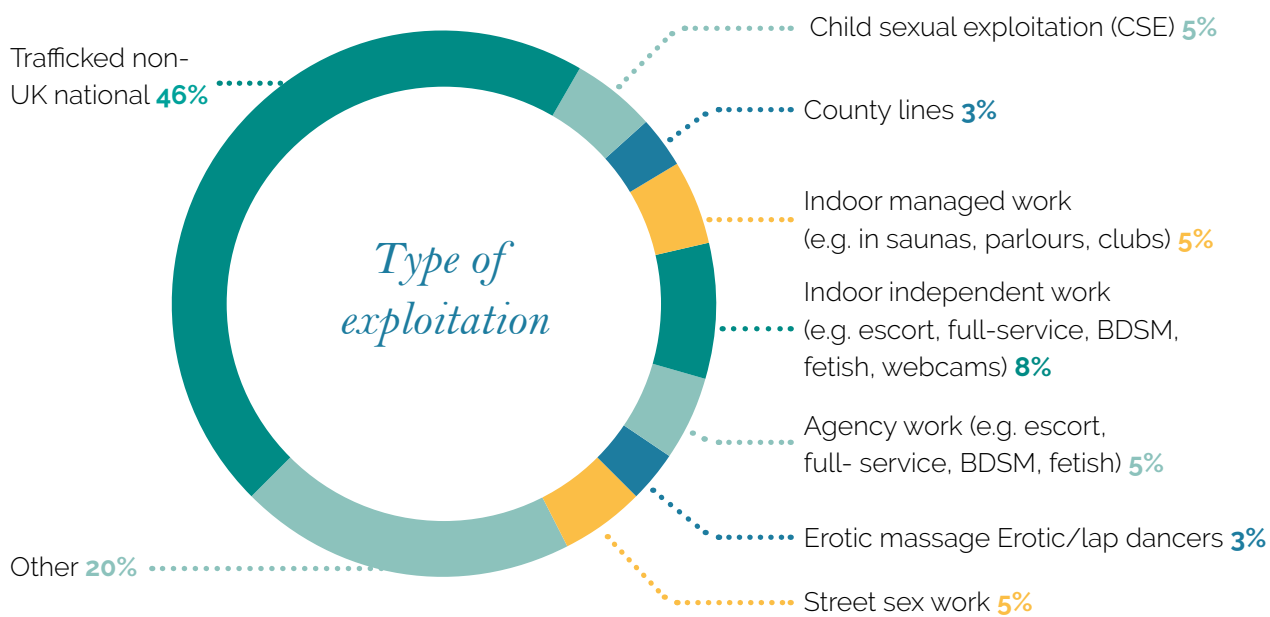 Trafficked non-
UK national 46%
Child sexual exploitation (CSE) 5%
County lines 3%
Indoor managed work
(e.g. in saunas, parlours, clubs) 5%
Indoor independent work
(e.g. escort, full-service, BDSM,
fetish, webcams) 8%
Agency work (e.g. escort,
full- service, BDSM, fetish) 5%
Erotic massage Erotic/lap dancers 3%
Street sex work 5%
Other 20%
Type of
exploitation